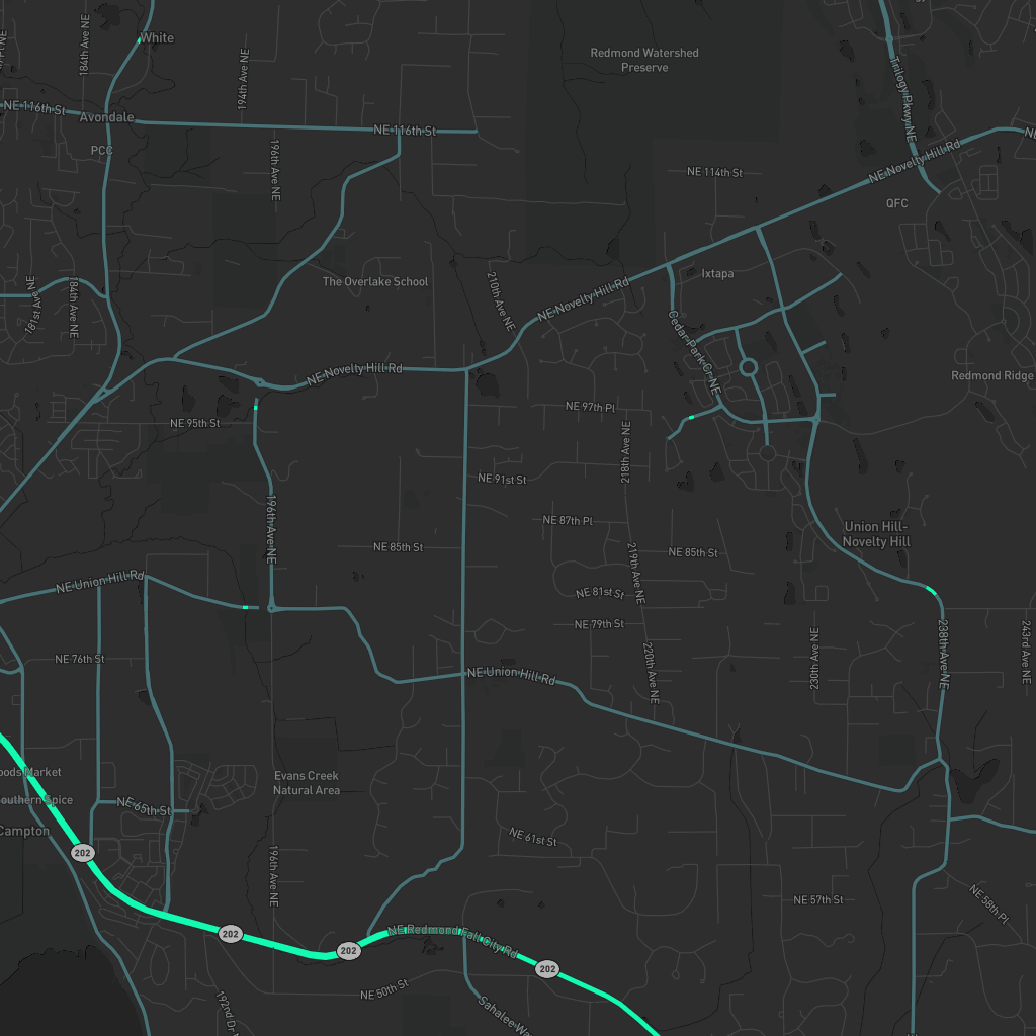 184th Ave NE
White
Redmond Watershed
Preserve
194th Ave NE
Trilogy Pkwy NE
NE 116th St
Avondale
NE 116th St
NE Novelty Hill Rd
PCC
196th Ave NE
NE 114th St
QFC
The Overlake School
Ixtapa
181st Ave NE
184th Ave NE
210th Ave NE
NE Novelty Hill Rd
Cedar Park Cr NE
NE Novelty Hill Rd
Redmond Ridge
NE 95th St
NE 97th Pl
218th Ave NE
NE 91st St
196th Ave NE
NE 87th Pl
Union Hill-
Novelty Hill
NE 85th St
NE 85th St
219th Ave NE
NE Union Hill Rd
NE 81st St
NE 79th St
230th Ave NE
238th Ave NE
243rd Ave NE
NE 76th St
220th Ave NE
NE Union Hill Rd
oods Market
Evans Creek
Natural Area
outhern Spice
NE 65th St
Campton
NE 61st St
202
196th Ave NE
NE 57th St
NE 58th Pl
202
NE Redmond Fall City Rd
202
202
NE 50th St
192nd Dr
Sahalee Wa